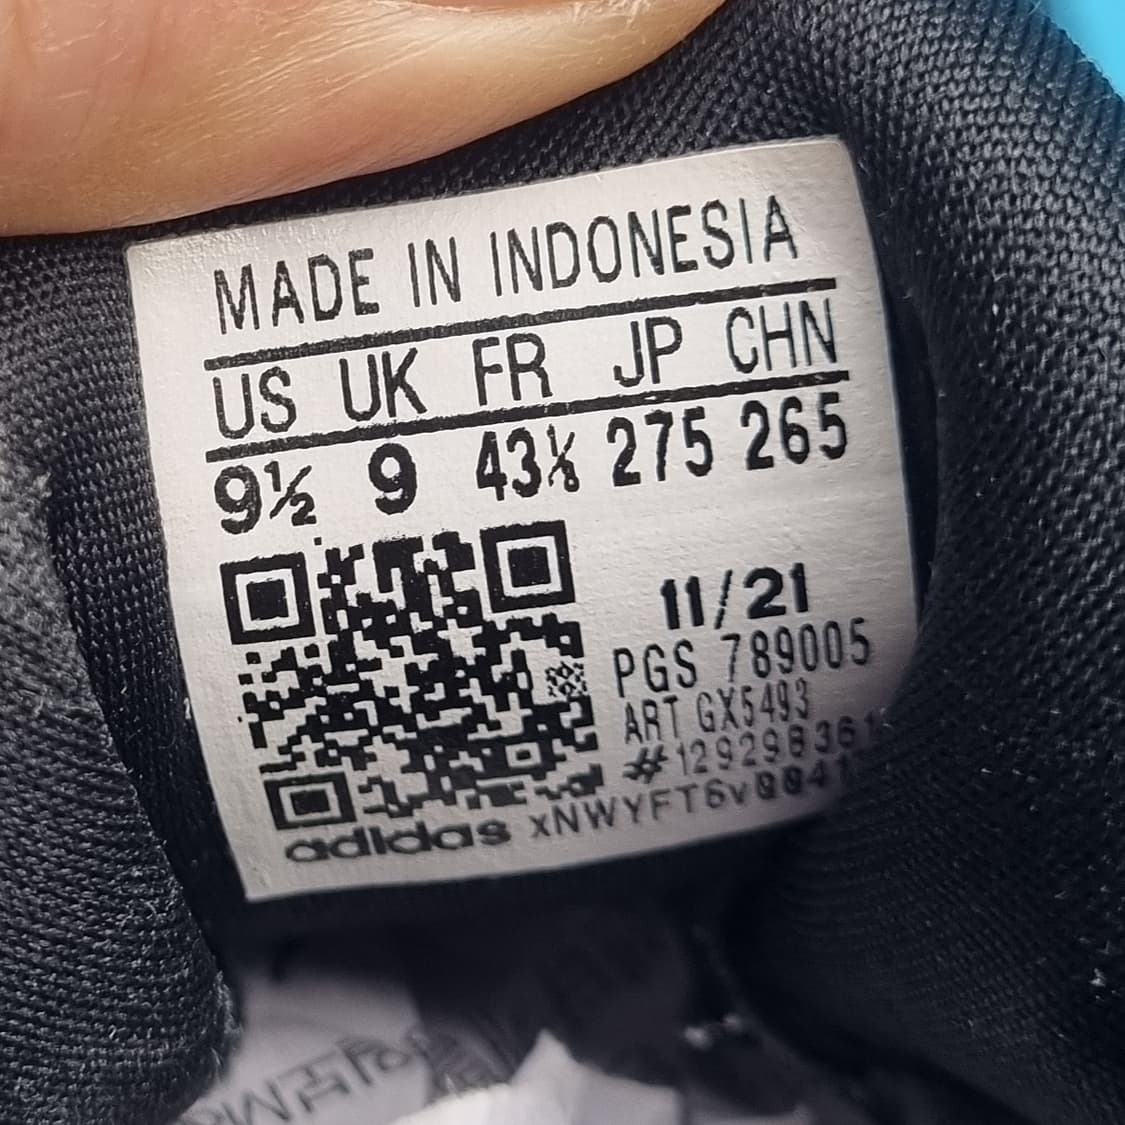 MADE IN INDONESIA
US UK FR JP CHN
9½ 9 43⅓ 275 265
11/21
PGS 789005
ART GX5493
adidas